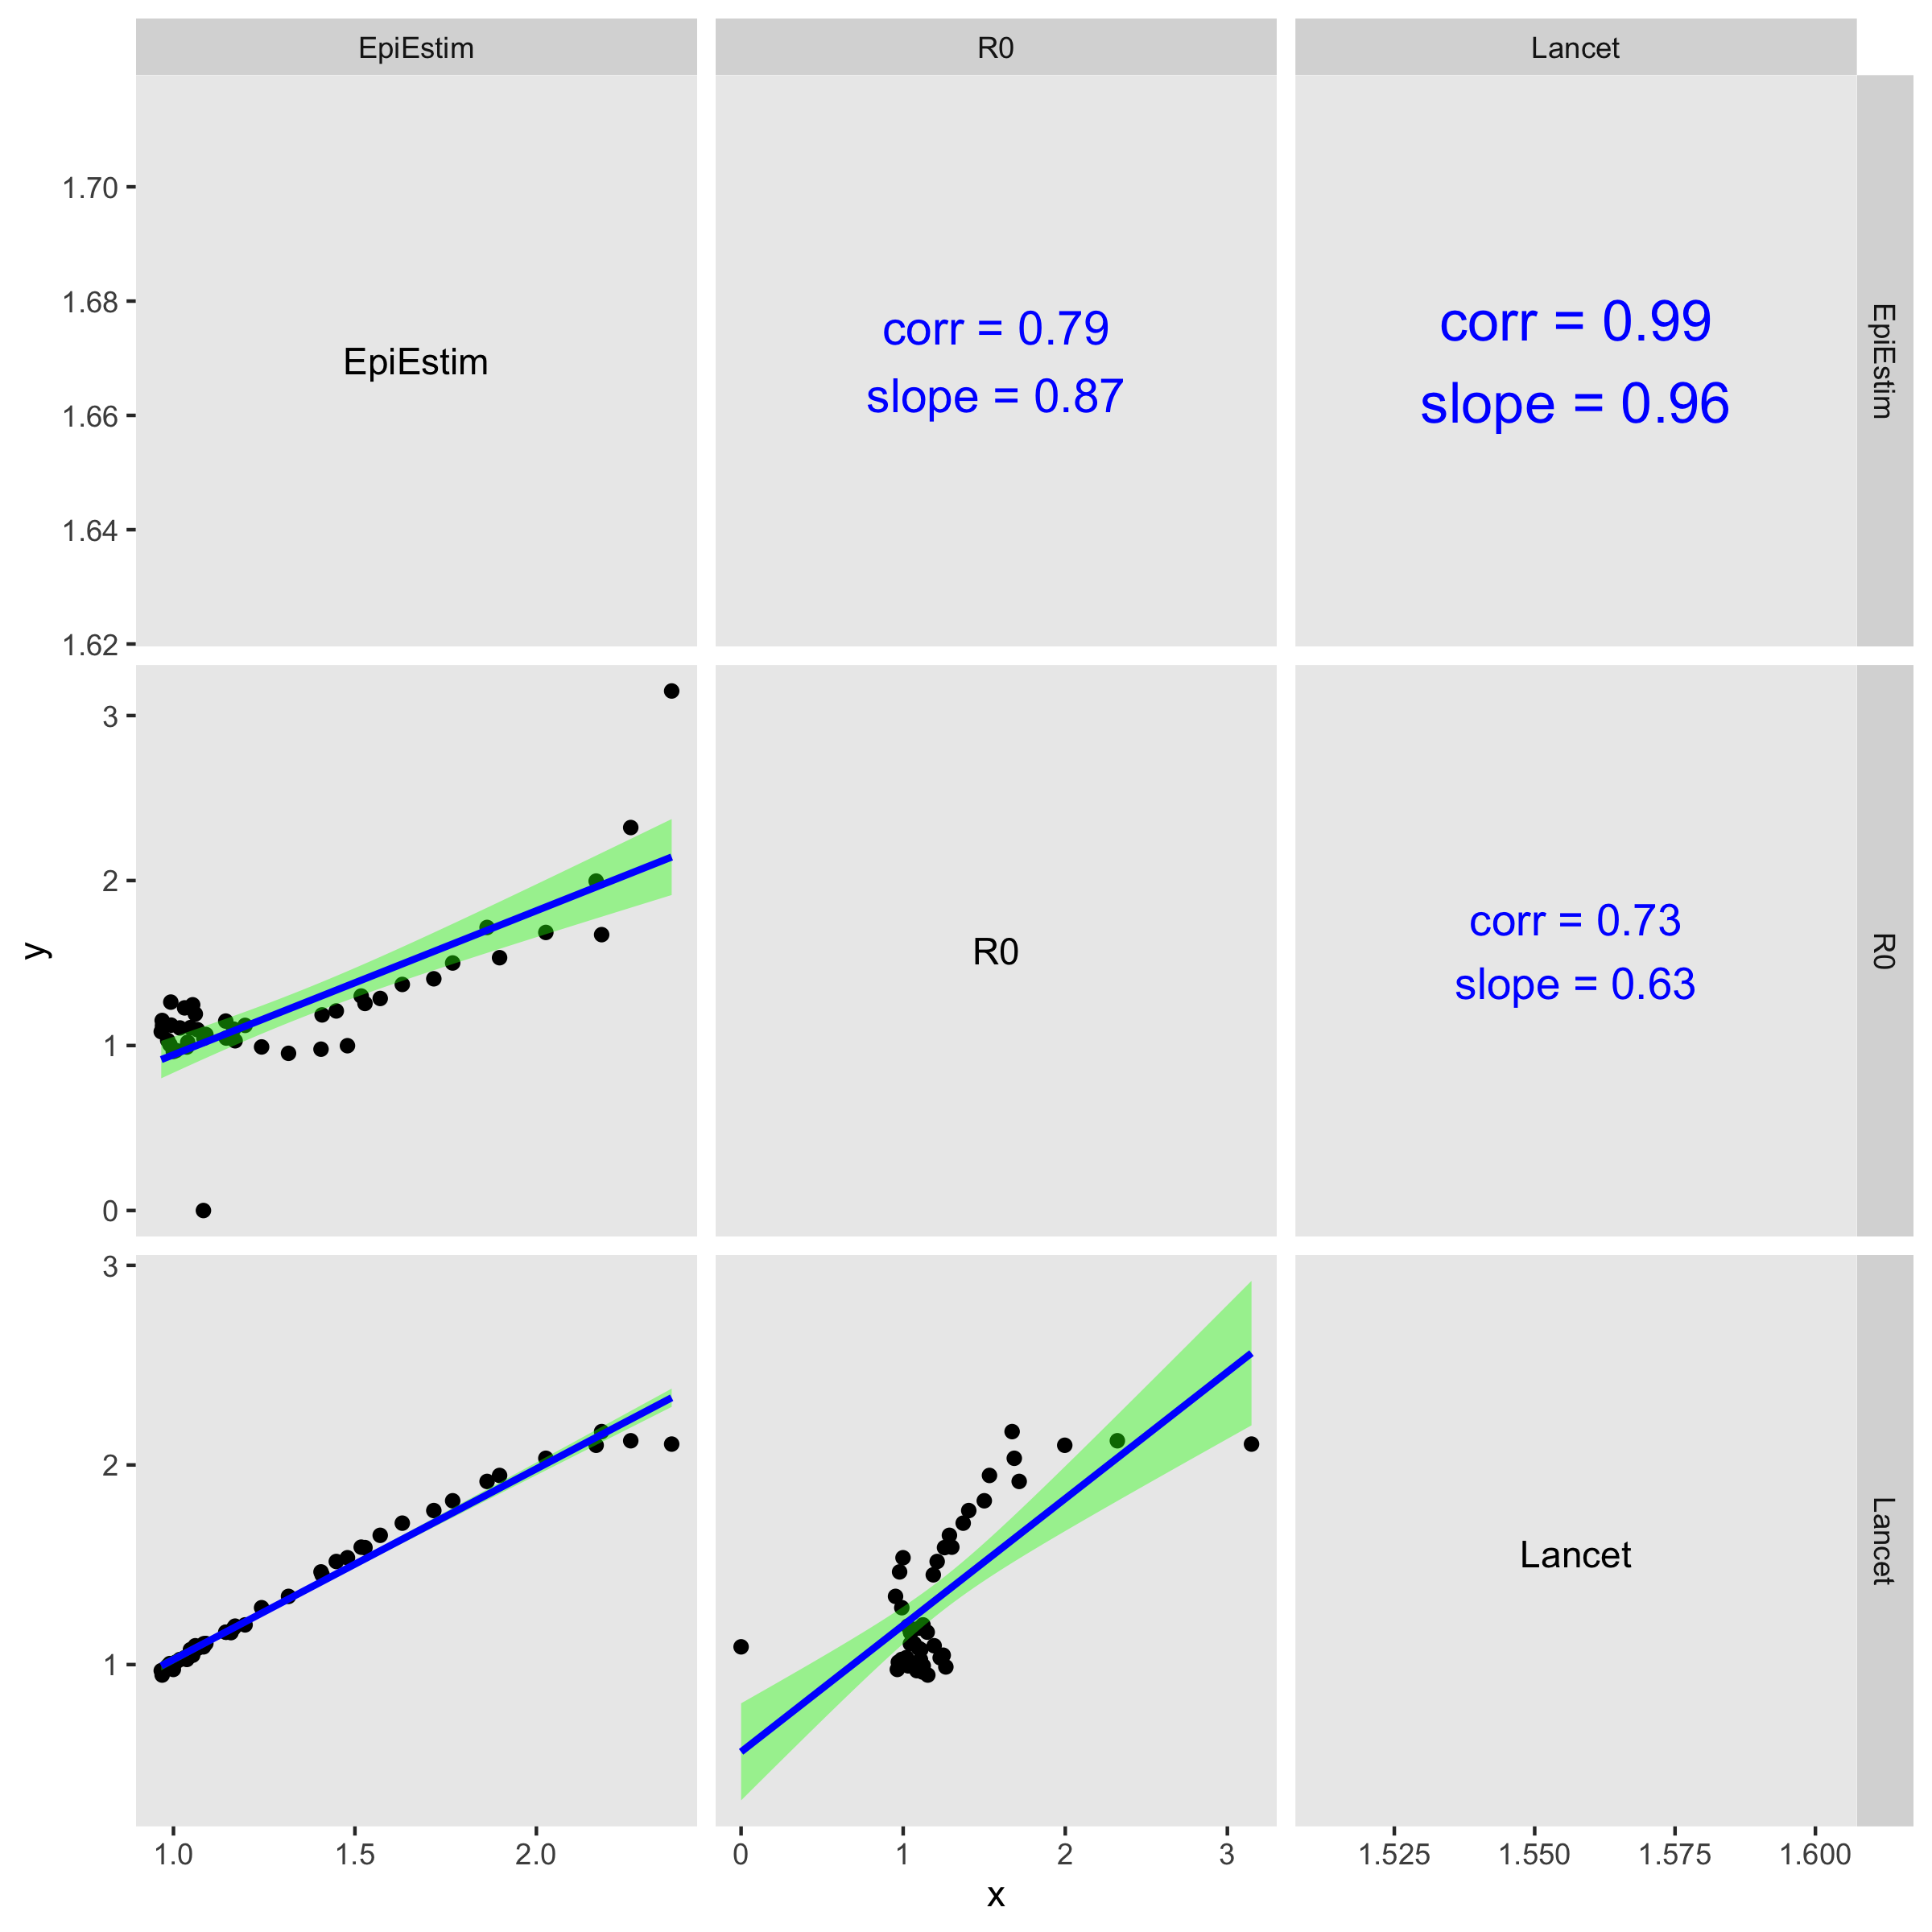 EpiEstim
R0
Lancet
1.70
1.68
1.66
1.64
1.62
EpiEstim
corr = 0.79
slope = 0.87
corr = 0.99
slope = 0.96
EpiEstim
3
2
1
0
R0
corr = 0.73
slope = 0.63
R0
y
3
2
1
Lancet
Lancet
1.0
1.5
2.0
0
1
2
3
1.525
1.550
1.575
1.600
x